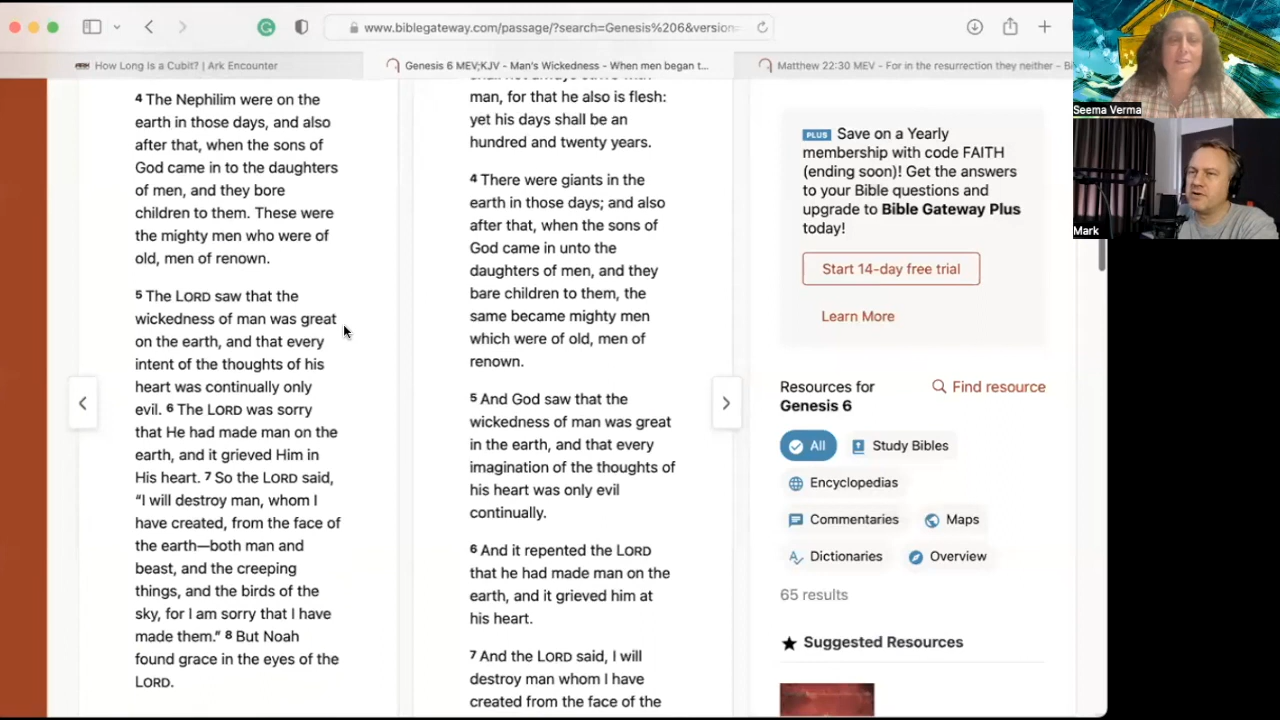 www.biblegateway.com/passage/?search=Genesis%206&version=
How Long Is a Cubit? | Ark Encounter
Genesis 6 MEV;KJV - Man's Wickedness - When men began t...
Matthew 22:30 MEV - For in the resurrection they neither - Bi
4 The Nephilim were on the
earth in those days, and also
after that, when the sons of
God came in to the daughters
of men, and they bore
children to them. These were
the mighty men who were of
old, men of renown.
5 The LORD saw that the
wickedness of man was great
on the earth, and that every
intent of the thoughts of his
heart was continually only
evil. 6 The LORD was sorry
that He had made man on the
earth, and it grieved Him in
His heart. 7 So the LORD said,
“I will destroy man, whom I
have created, from the face of
the earth—both man and
beast, and the creeping
things, and the birds of the
sky, for I am sorry that I have
made them.” 8 But Noah
found grace in the eyes of the
LORD.
shall not always strive with
man, for that he also is flesh:
yet his days shall be an
hundred and twenty years.
4 There were giants in the
earth in those days; and also
after that, when the sons of
God came in unto the
daughters of men, and they
bare children to them, the
same became mighty men
which were of old, men of
renown.
5 And God saw that the
wickedness of man was great
in the earth, and that every
imagination of the thoughts of
his heart was only evil
continually.
6 And it repented the LORD
that he had made man on the
earth, and it grieved him at
his heart.
7 And the LORD said, I will
destroy man whom I have
created from the face of the
PLUS Save on a Yearly
membership with code FAITH
(ending soon)! Get the answers
to your Bible questions and
upgrade to Bible Gateway Plus
today!
Start 14-day free trial
Learn More
Resources for
Genesis 6
Find resource
All
Study Bibles
Encyclopedias
Commentaries
Maps
Dictionaries
Overview
65 results
Suggested Resources
Seema Verma
Mark